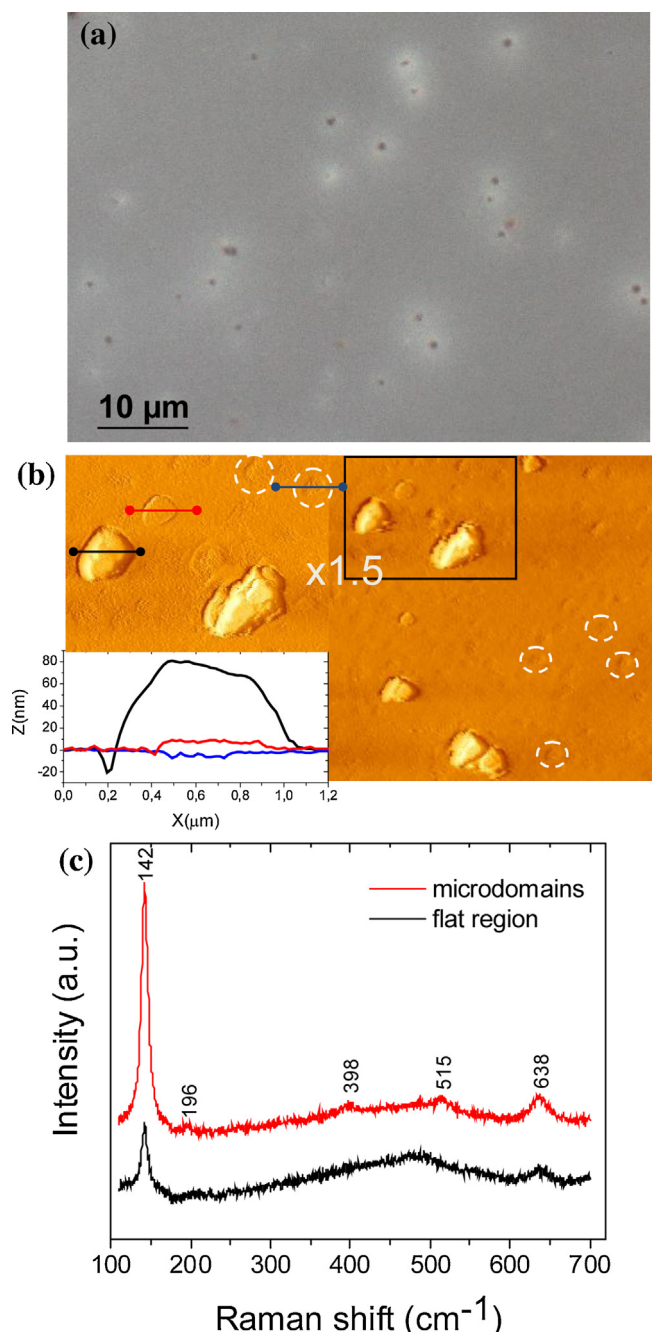 (a)
10 µm
(b)
x1.5
Z(nm)
80
60
40
20
0
-20
0,0 0,2 0,4 0,6 0,8 1,0 1,2
X(µm)
(c)
142
196
398
515
638
microdomains
flat region
Intensity (a.u.)
100 200 300 400 500 600 700
Raman shift (cm⁻¹)